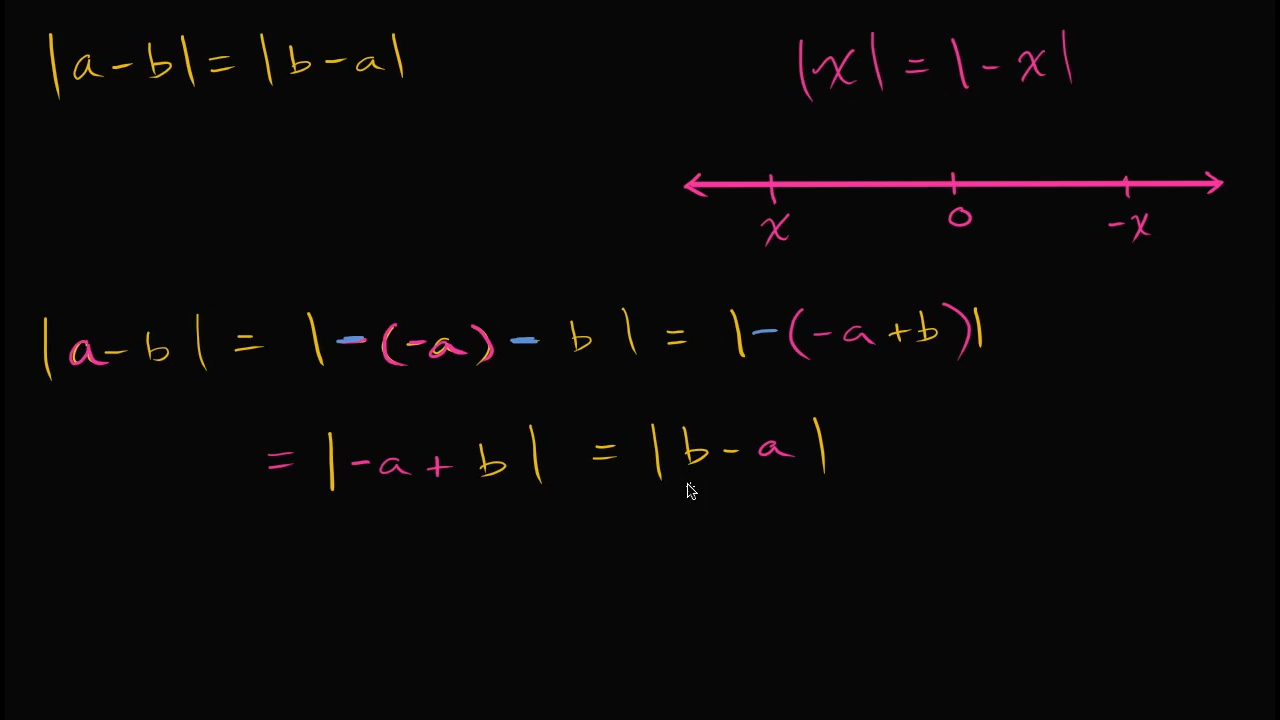 |a-b| = |b-a|
|x| = |-x|
x 0 -x
|a-b| = |-(-a) - b| = |-(-a+b)|
= |-a+b| = |b-a|